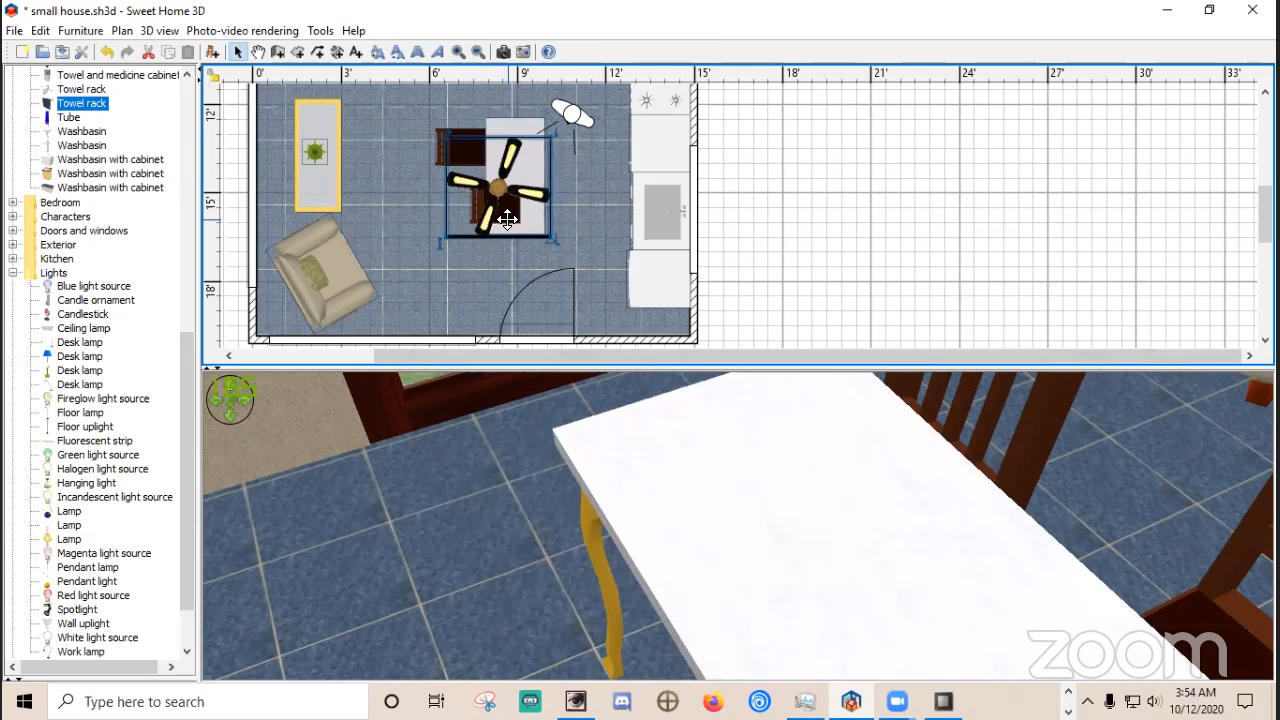 * small house.sh3d - Sweet Home 3D
File Edit Furniture Plan 3D view Photo-video rendering Tools Help
0' 3' 6' 9' 12' 15' 18' 21' 24' 27' 30' 33'
12'
15'
18'
Towel and medicine cabinet
Towel rack
Towel rack
Tube
Washbasin
Washbasin
Washbasin with cabinet
Washbasin with cabinet
Washbasin with cabinet
Bedroom
Characters
Doors and windows
Exterior
Kitchen
Lights
Blue light source
Candle ornament
Candlestick
Ceiling lamp
Desk lamp
Desk lamp
Desk lamp
Desk lamp
Fireglow light source
Floor lamp
Floor uplight
Fluorescent strip
Green light source
Halogen light source
Hanging light
Incandescent light source
Lamp
Lamp
Lamp
Magenta light source
Pendant lamp
Pendant light
Red light source
Spotlight
Wall uplight
White light source
Work lamp
zoom
Type here to search
3:54 AM
10/12/2020